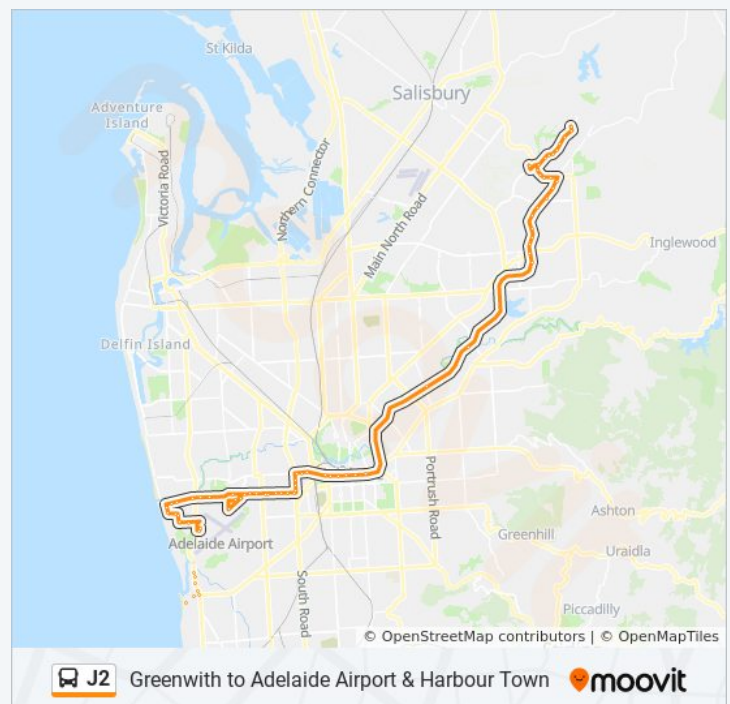 St Kilda
Salisbury
Adventure
Island
Victoria Road
Northern Connector
Main North Road
Inglewood
Delfin Island
Portrush Road
Ashton
Greenhill
Adelaide Airport
Uraidla
South Road
Piccadilly
© OpenStreetMap contributors | © OpenMapTiles
J2 Greenwith to Adelaide Airport & Harbour Town moovit